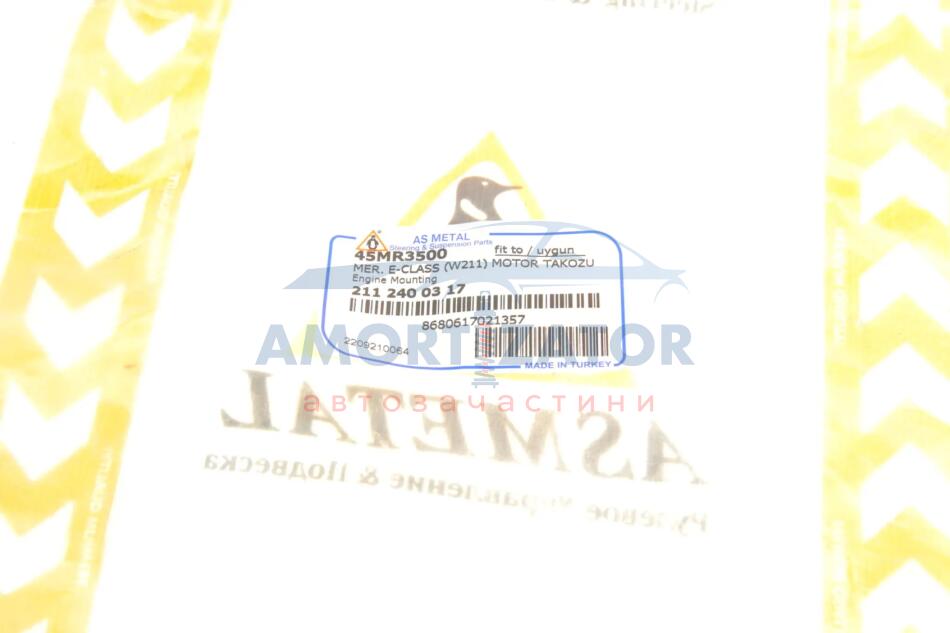 AS METAL
Steering & Suspension Parts
45MR3500 fit to / uygun
MER. E-CLASS (W211) MOTOR TAKOZU
Engine Mounting
211 240 03 17
8680617021357
2209210064
MADE IN TURKEY
AMORTIZATOR
автозачастини
ASMETAL
Рулевое Управление & Подвеска